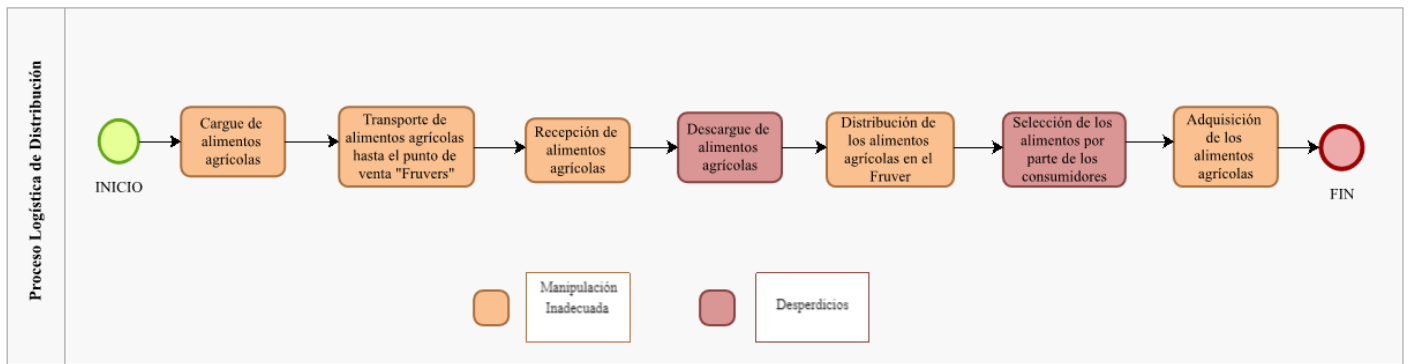 Proceso Logística de Distribución
INICIO
Cargue de
alimentos
agrícolas
Transporte de
alimentos agrícolas
hasta el punto de
venta "Fruvers"
Recepción de
alimentos
agrícolas
Descargue de
alimentos
agrícolas
Distribución de
los alimentos
agrícolas en el
Fruver
Selección de los
alimentos por
parte de los
consumidores
Adquisición
de los
alimentos
agrícolas
FIN
Manipulación
Inadecuada
Desperdicios